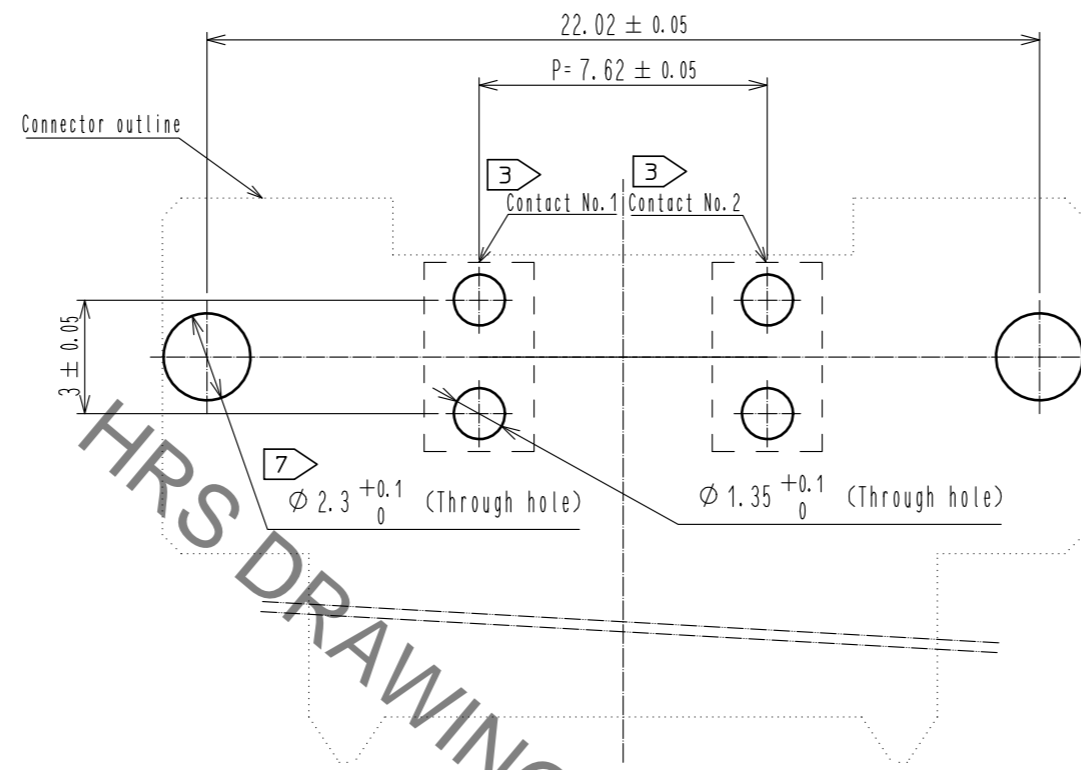 22.02 ± 0.05
P= 7.62 ± 0.05
Connector outline
3
3
Contact No.1
Contact No.2
3 ± 0.05
7
Ø 2.3 +0.1 0 (Through hole)
Ø 1.35 +0.1 0 (Through hole)
HRS DRAWING